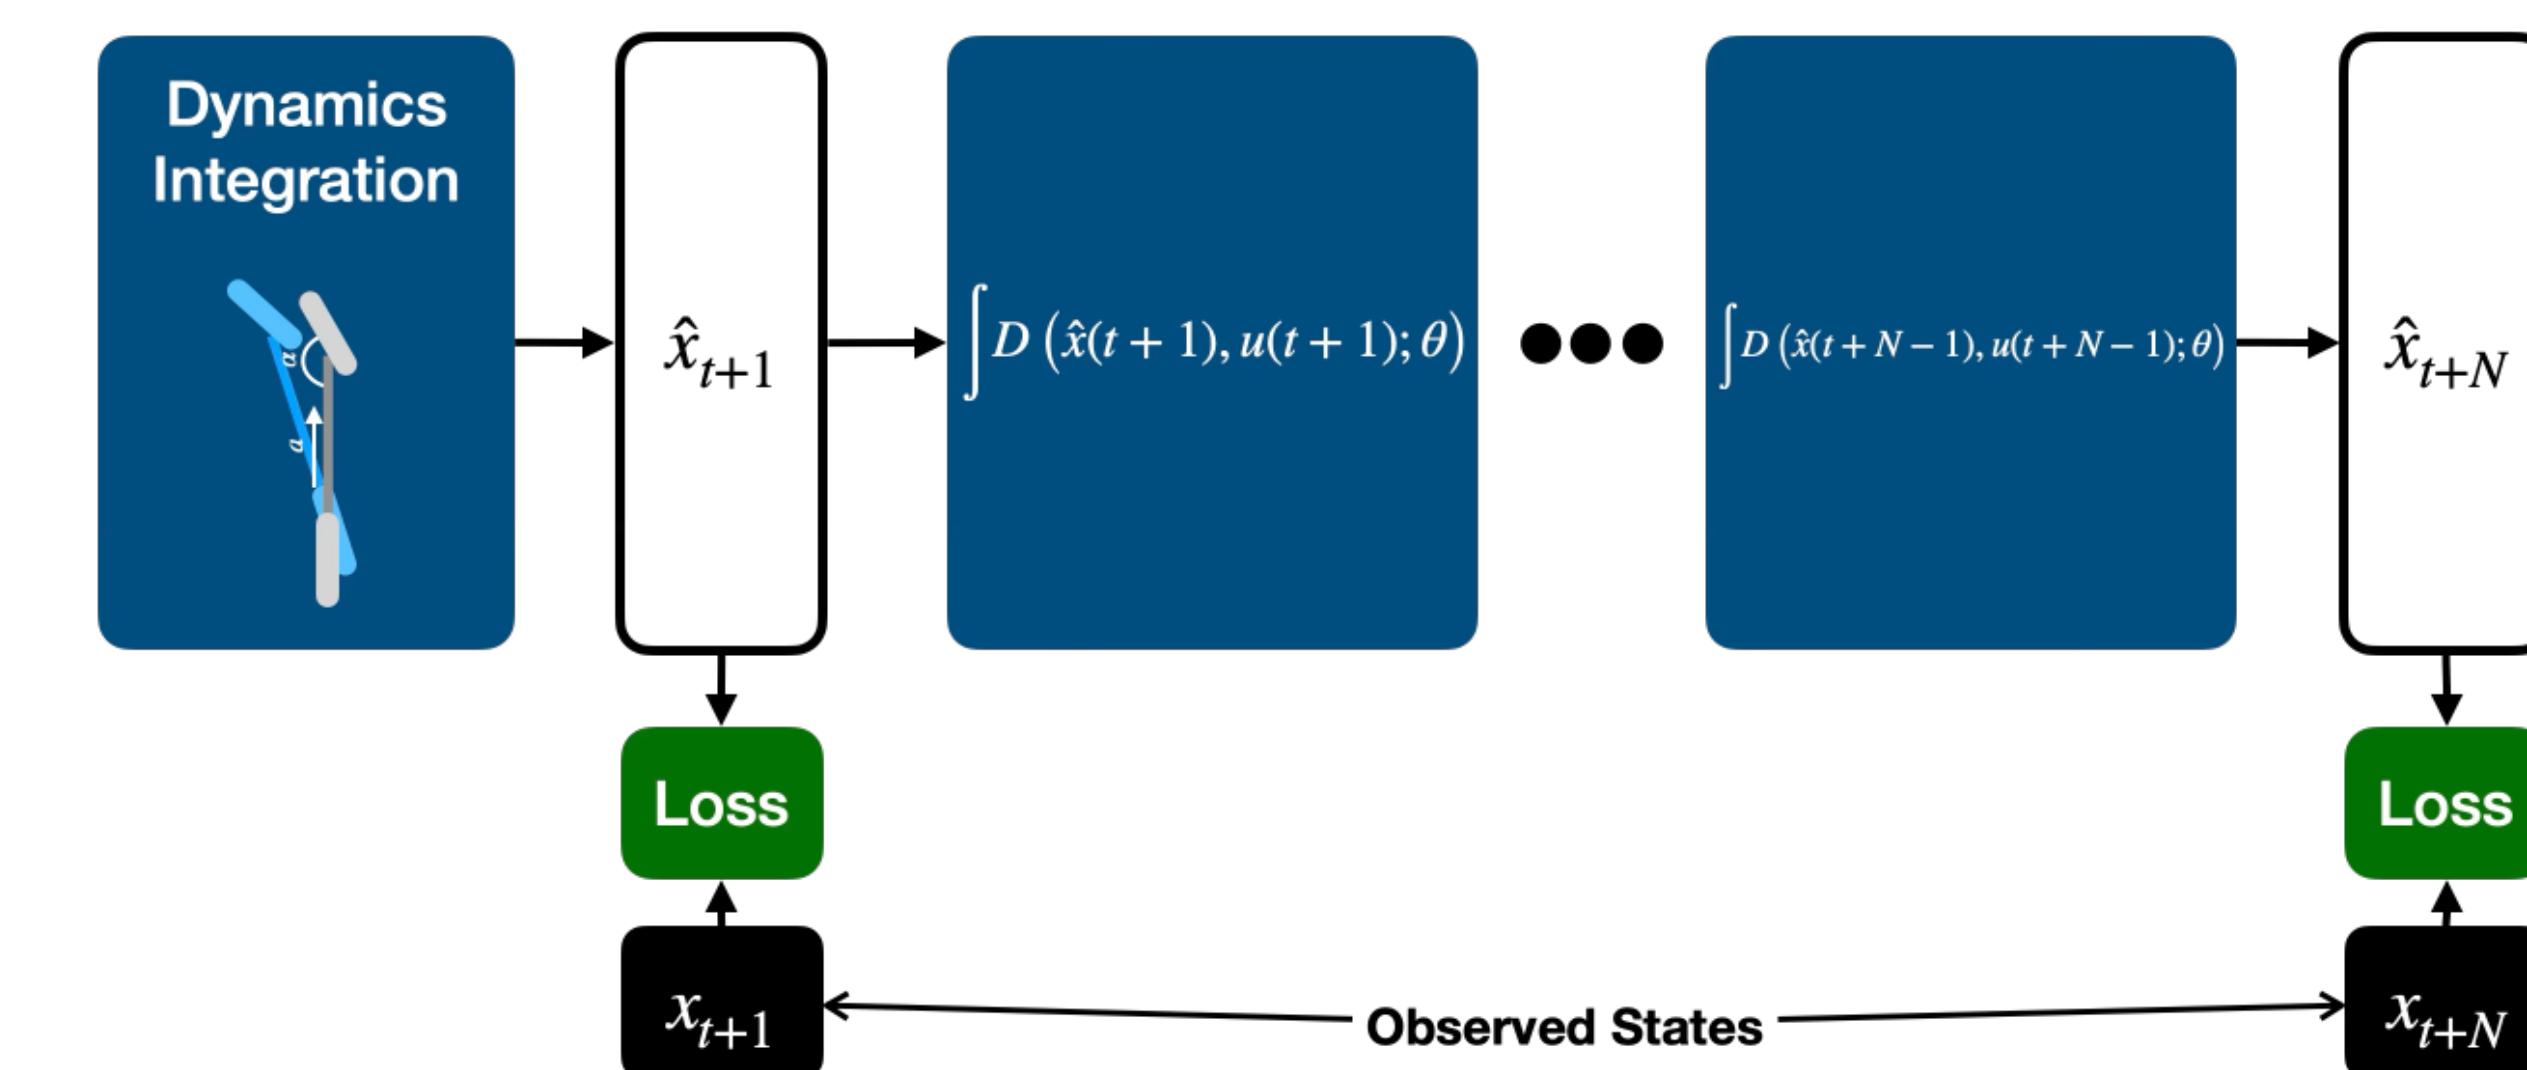 Dynamics
Integration
α
a
x̂_{t+1}
∫ D (x̂(t + 1), u(t + 1); θ)
●●●
∫ D (x̂(t + N − 1), u(t + N − 1); θ)
x̂_{t+N}
Loss
Loss
x_{t+1}
Observed States
x_{t+N}